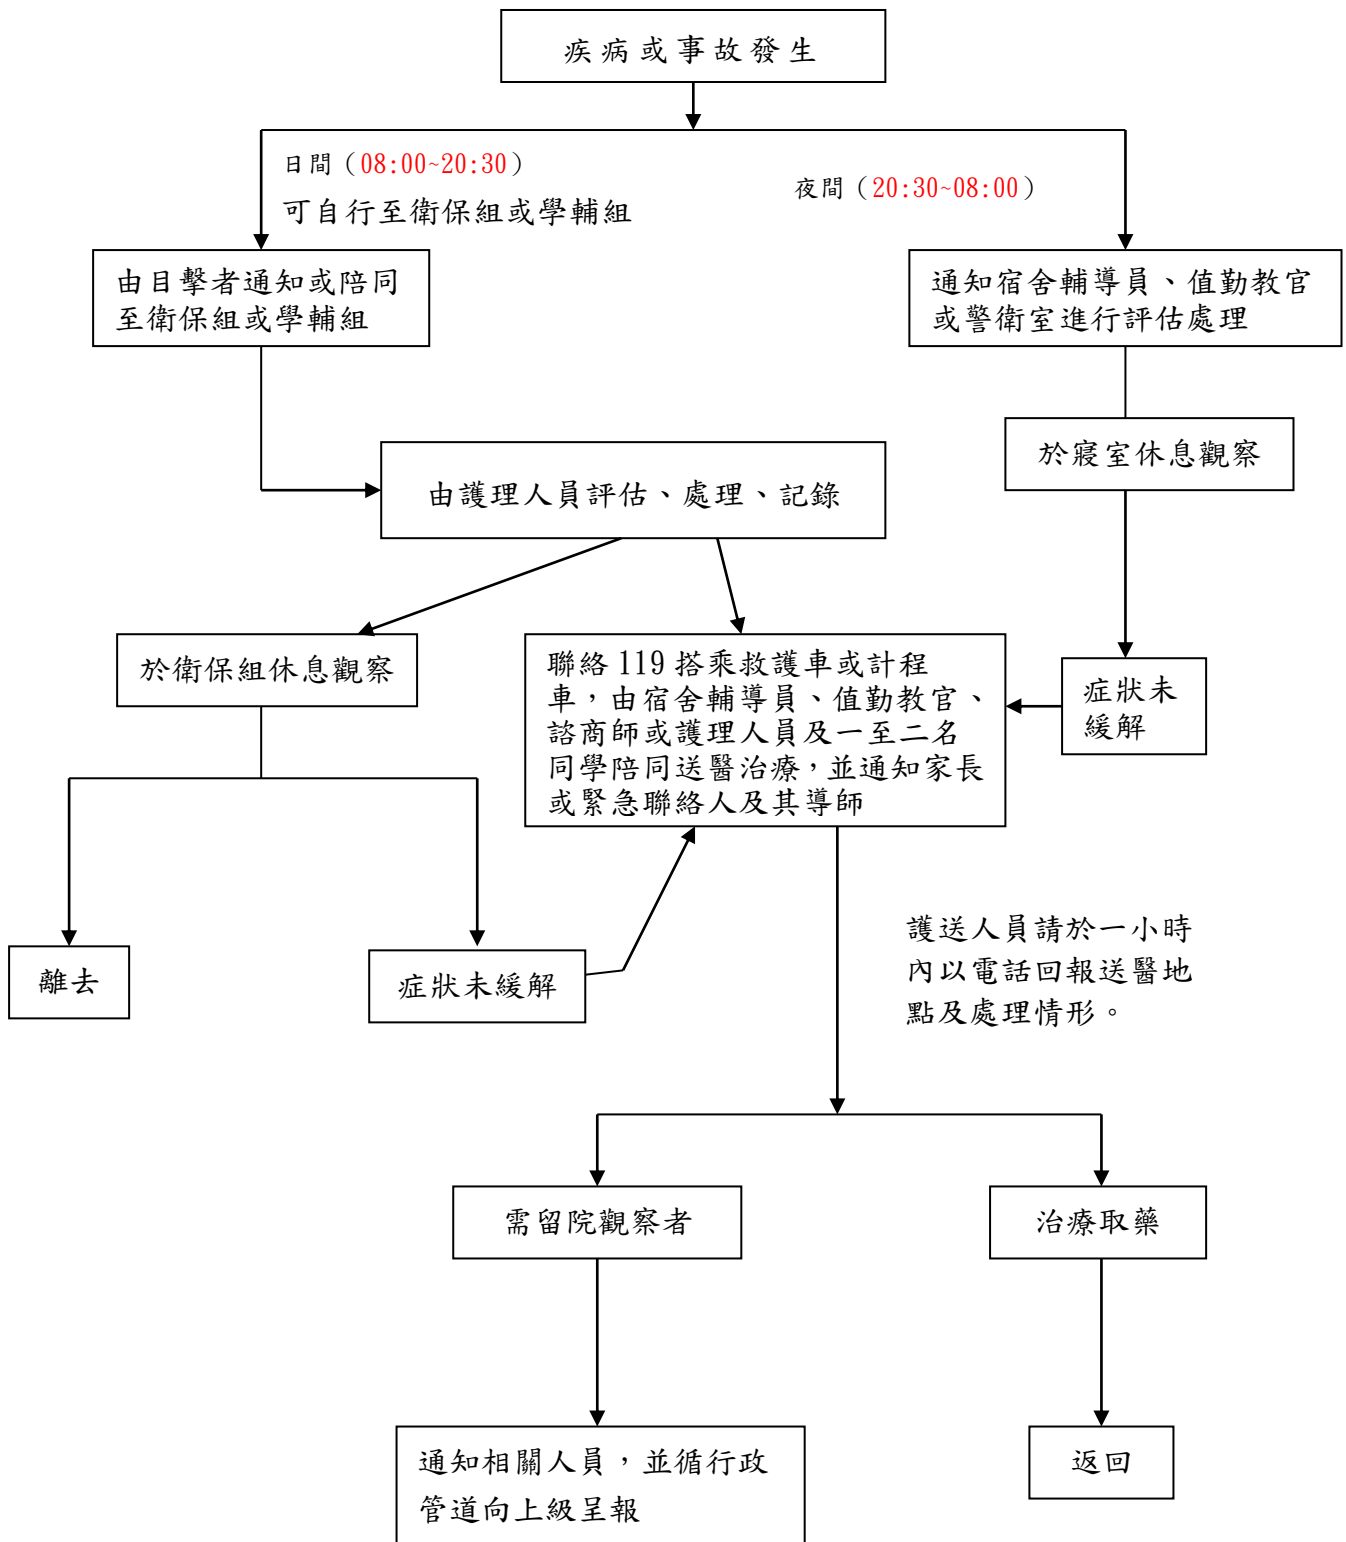 疾病或事故發生
日間（08:00~20:30）
可自行至衛保組或學輔組
夜間（20:30~08:00）
由目擊者通知或陪同
至衛保組或學輔組
通知宿舍輔導員、值勤教官
或警衛室進行評估處理
於寢室休息觀察
由護理人員評估、處理、記錄
於衛保組休息觀察
聯絡 119 搭乘救護車或計程
車，由宿舍輔導員、值勤教官、
諮商師或護理人員及一至二名
同學陪同送醫治療，並通知家長
或緊急聯絡人及其導師
症狀未
緩解
離去
症狀未緩解
護送人員請於一小時
內以電話回報送醫地
點及處理情形。
需留院觀察者
治療取藥
通知相關人員，並循行政
管道向上級呈報
返回